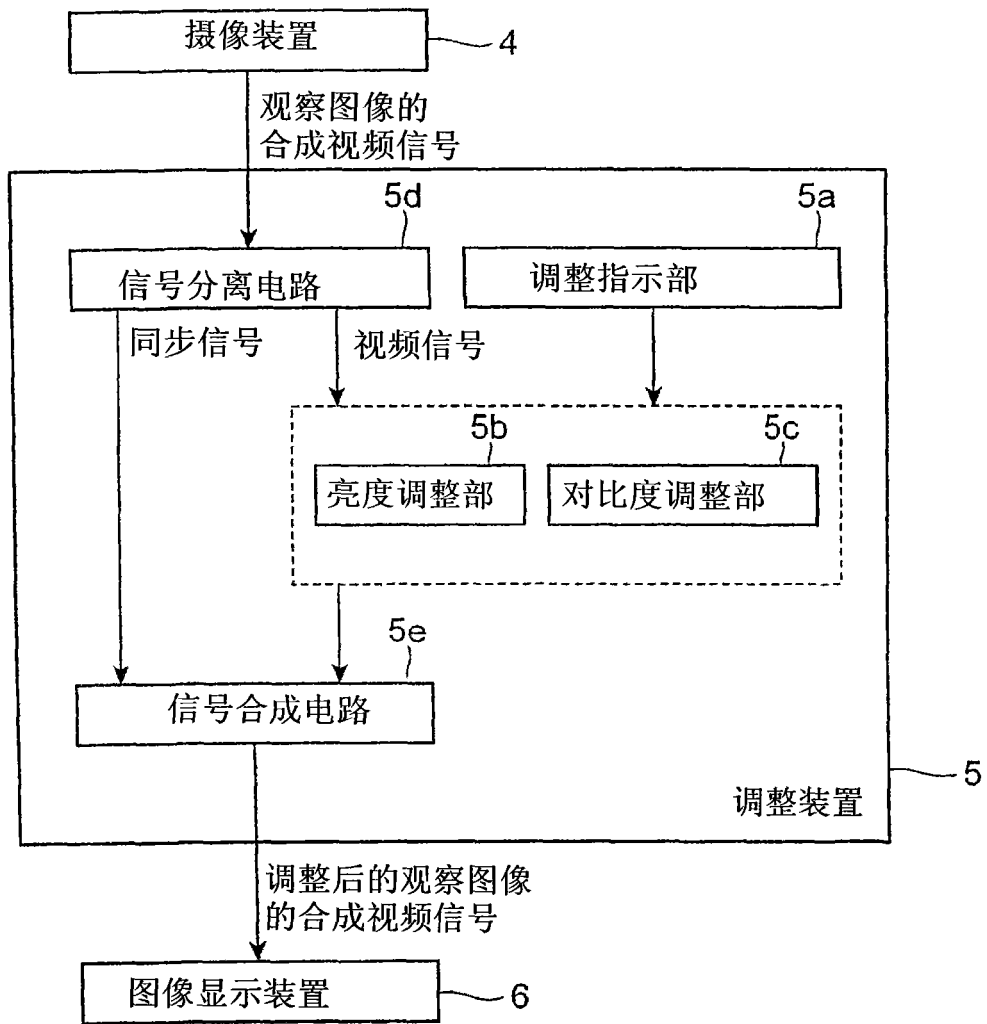 摄像装置
4
观察图像的
合成视频信号
5d
5a
信号分离电路
调整指示部
同步信号
视频信号
5b
5c
亮度调整部
对比度调整部
5e
信号合成电路
5
调整装置
调整后的观察图像
的合成视频信号
图像显示装置
6